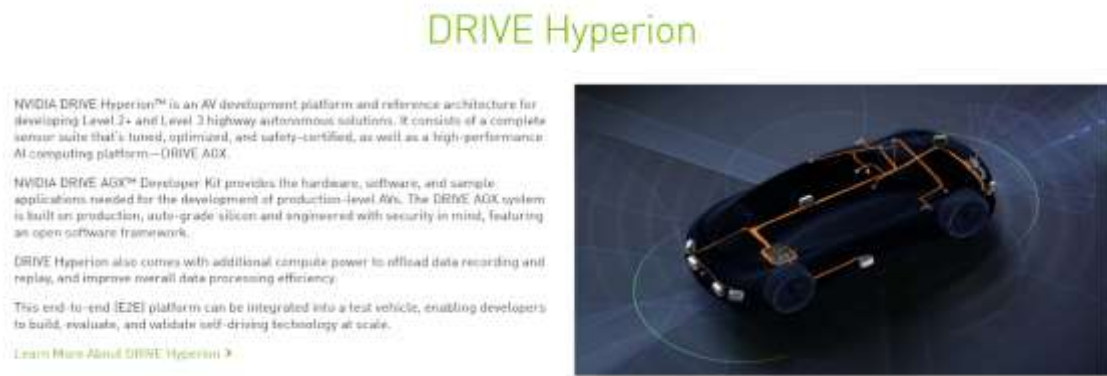 DRIVE Hyperion
NVIDIA DRIVE Hyperion™ is an AV development platform and reference architecture for
developing Level 2+ and Level 3 highway autonomous solutions. It consists of a complete
sensor suite that's tuned, optimized, and safety-certified, as well as a high-performance
AI computing platform—DRIVE AGX.
NVIDIA DRIVE AGX™ Developer Kit provides the hardware, software, and sample
applications needed for the development of production-level AVs. The DRIVE AGX system
is built on production, auto-grade silicon and engineered with security in mind, featuring
an open software framework.
DRIVE Hyperion also comes with additional compute power to offload data recording and
replay, and improve overall data processing efficiency.
This end-to-end (E2E) platform can be integrated into a test vehicle, enabling developers
to build, evaluate, and validate self-driving technology at scale.
Learn More About DRIVE Hyperion >